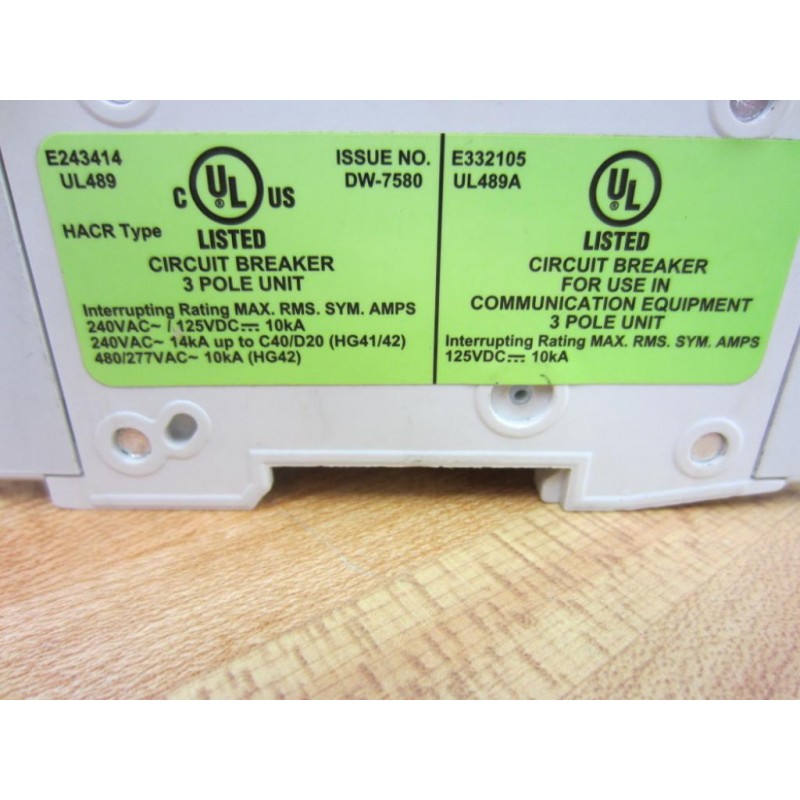 E243414
UL489
C UL US
ISSUE NO.
DW-7580
HACR Type
LISTED
CIRCUIT BREAKER
3 POLE UNIT
Interrupting Rating MAX. RMS. SYM. AMPS
240VAC~ / 125VDC⎓ 10kA
240VAC~ 14kA up to C40/D20 (HG41/42)
480/277VAC~ 10kA (HG42)
E332105
UL489A
UL
LISTED
CIRCUIT BREAKER
FOR USE IN
COMMUNICATION EQUIPMENT
3 POLE UNIT
Interrupting Rating MAX. RMS. SYM. AMPS
125VDC⎓ 10kA